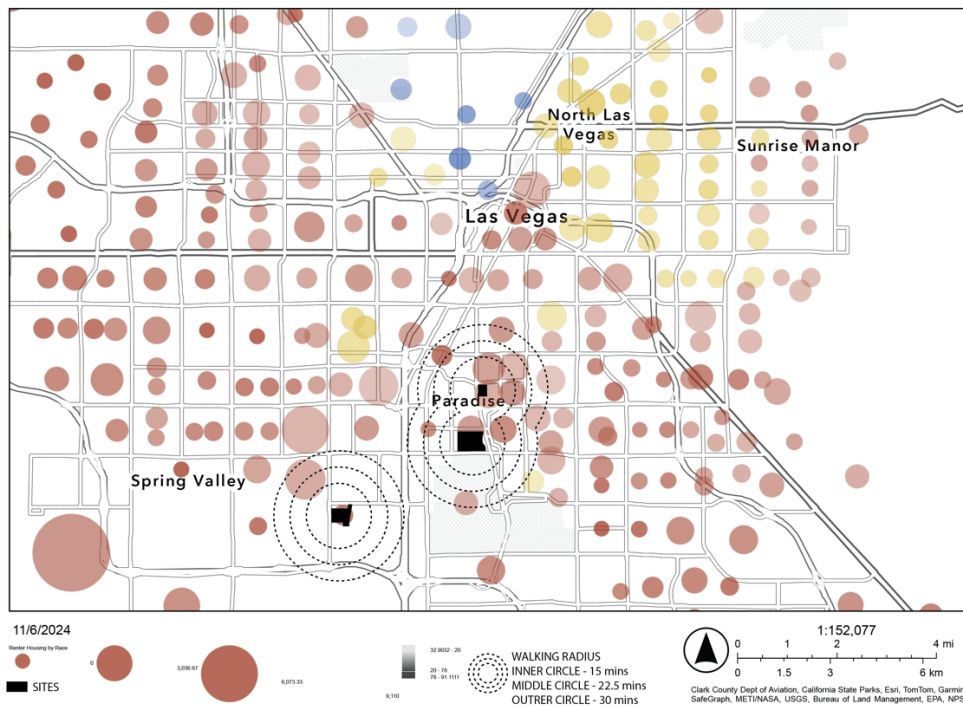 North Las
Vegas
Sunrise Manor
Las Vegas
Paradise
Spring Valley
11/6/2024
Renter Housing by Race
0
3,036.67
6,073.33
9,110
SITES
32.9032 - 20
20 - 78
78 - 91.1111
WALKING RADIUS
INNER CIRCLE - 15 mins
MIDDLE CIRCLE - 22.5 mins
OUTRER CIRCLE - 30 mins
1:152,077
0 1 2 4 mi
0 1.5 3 6 km
Clark County Dept of Aviation, California State Parks, Esri, TomTom, Garmin,
SafeGraph, METI/NASA, USGS, Bureau of Land Management, EPA, NPS